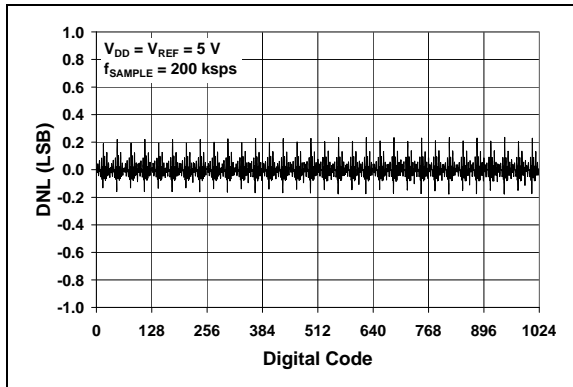 VDD = VREF = 5 V
fSAMPLE = 200 ksps
DNL (LSB)
1.0
0.8
0.6
0.4
0.2
0.0
-0.2
-0.4
-0.6
-0.8
-1.0
0 128 256 384 512 640 768 896 1024
Digital Code